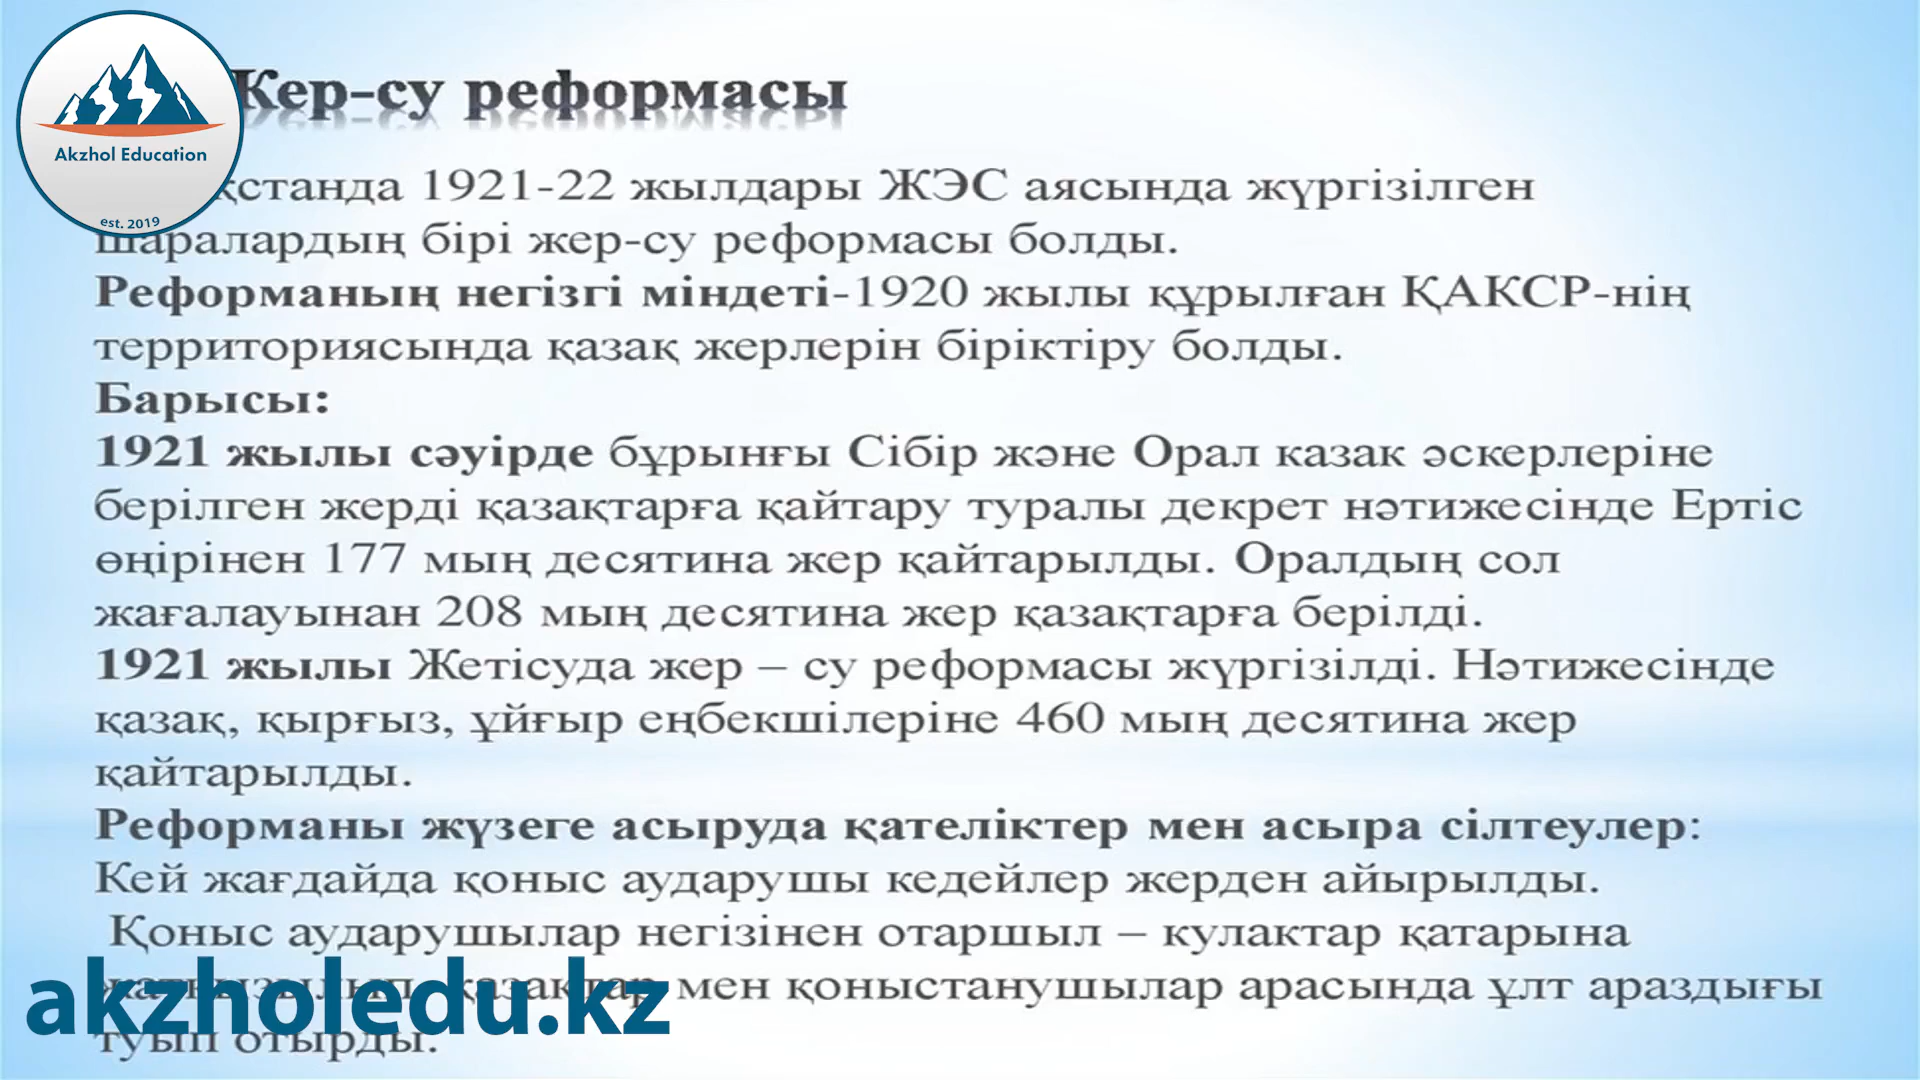 Жер-су реформасы
Akzhol Education
est. 2019
1921-22 жылдары ЖЭС аясында жүргізілген
шаралардың бірі жер-су реформасы болды.
Реформаның негізгі міндеті-1920 жылы құрылған ҚАКСР-нің
территориясында қазақ жерлерін біріктіру болды.
Барысы:
1921 жылы сәуірде бұрынғы Сібір және Орал казак әскерлеріне
берілген жерді қазақтарға қайтару туралы декрет нәтижесінде Ертіс
өңірінен 177 мың десятина жер қайтарылды. Оралдың сол
жағалауынан 208 мың десятина жер қазақтарға берілді.
1921 жылы Жетісуда жер – су реформасы жүргізілді. Нәтижесінде
қазақ, қырғыз, ұйғыр еңбекшілеріне 460 мың десятина жер
қайтарылды.
Реформаны жүзеге асыруда қателіктер мен асыра сілтеулер:
Кей жағдайда қоныс аударушы кедейлер жерден айырылды.
Қоныс аударушылар негізінен отаршыл – кулактар қатарына
қазақтар мен қоныстанушылар арасында ұлт араздығы
туып отырды.
akzholedu.kz